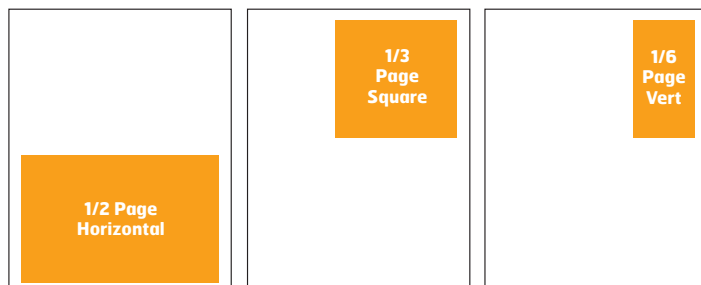 1/2 Page
Horizontal
1/3
Page
Square
1/6
Page
Vert